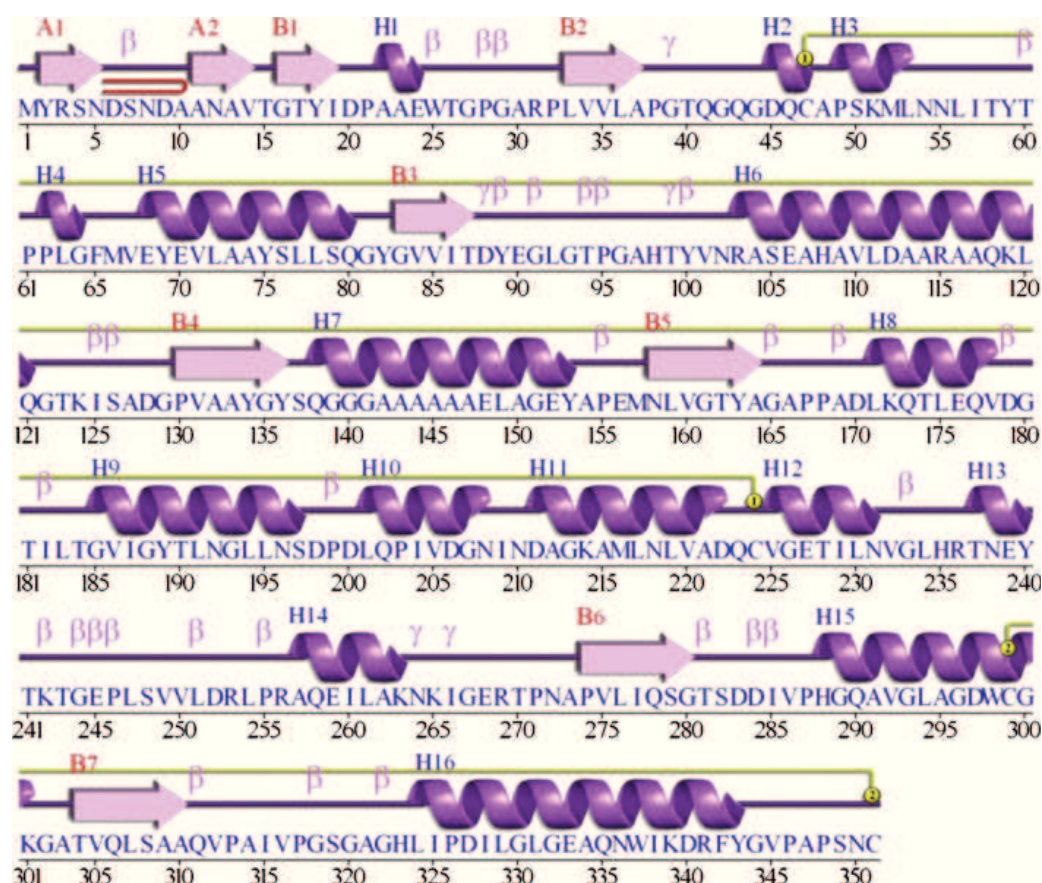 A1 β A2 B1 H1 β ββ B2 γ H2 1 H3 β
MYRSNDSNDAANAVTGTYIDPAAEWTGPGARPLVVLAPGTQGQGDQCAPSKMLNNLITYT
1 5 10 15 20 25 30 35 40 45 50 55 60
H4 H5 B3 γβ β ββ γβ H6
PPLGFMVEYEVLAAYSLLSQGYGVVITDYEGLGTPGAHTYVNRASEAHAVLDAARAAQKL
61 65 70 75 80 85 90 95 100 105 110 115 120
ββ B4 H7 β B5 β β H8 β
QGTKISADGPVAAYGYSQGGGAAAAAAELAGEYAPEMNLVGTYAGAPPADLKQTLEQVDG
121 125 130 135 140 145 150 155 160 165 170 175 180
β H9 β H10 H11 1 H12 β H13
TILTGVIGYTLNGLLNSDPDLQPIVDGNINDAGKAMLNLVADQCVGETILNVGLHRTNEY
181 185 190 195 200 205 210 215 220 225 230 235 240
β βββ β β H14 γ γ B6 β ββ H15 2
TKTGEPLSVVLDRLPRAQEILAKNKIGERTPNAPVLIQSGTSDDIVPHGQAVGLAGDWCG
241 245 250 255 260 265 270 275 280 285 290 295 300
B7 β β β H16 2
KGATVQLSAAQVPAIVPGSGAGHLIPDILGLGEAQNWIKDRFYGVPAPSNC
301 305 310 315 320 325 330 335 340 345 350